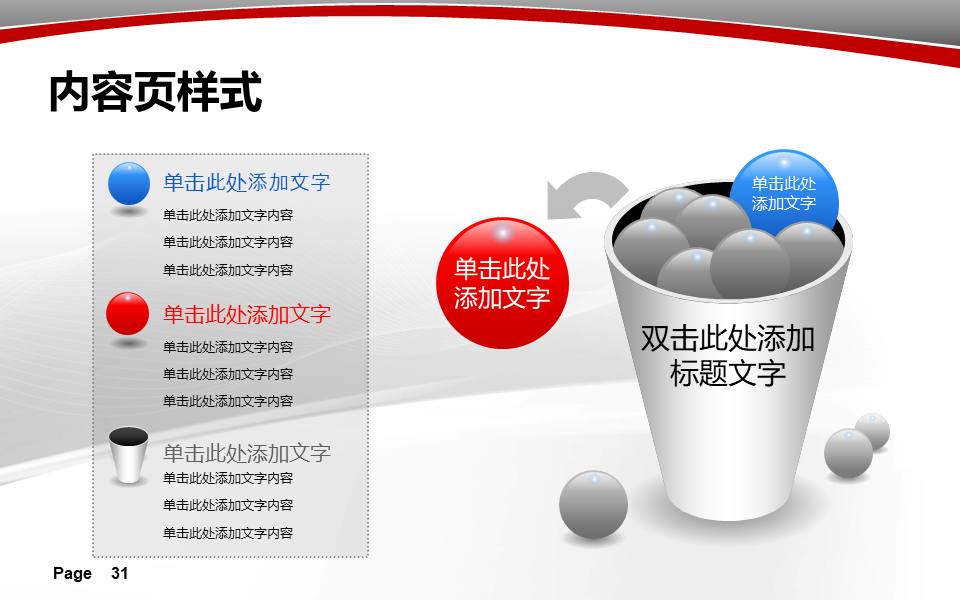 内容页样式
单击此处添加文字
单击此处添加文字内容
单击此处添加文字内容
单击此处添加文字内容
单击此处添加文字
单击此处添加文字内容
单击此处添加文字内容
单击此处添加文字内容
单击此处添加文字
单击此处添加文字内容
单击此处添加文字内容
单击此处添加文字内容
单击此处
添加文字
单击此处
添加文字
双击此处添加
标题文字
Page 31